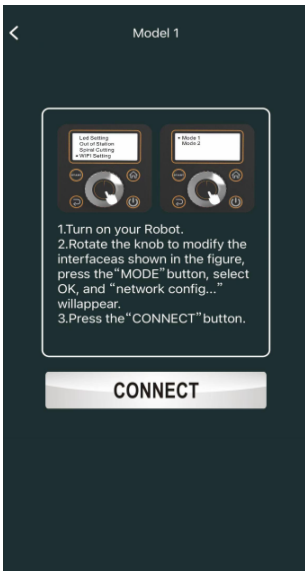 Model 1
Led Setting
Out of Station
Spiral Cutting
WIFI Setting
Mode 1
Mode 2
1.Turn on your Robot.
2.Rotate the knob to modify the
interfaceas shown in the figure,
press the“MODE”button, select
OK, and “network config...”
willappear.
3.Press the“CONNECT”button.
CONNECT